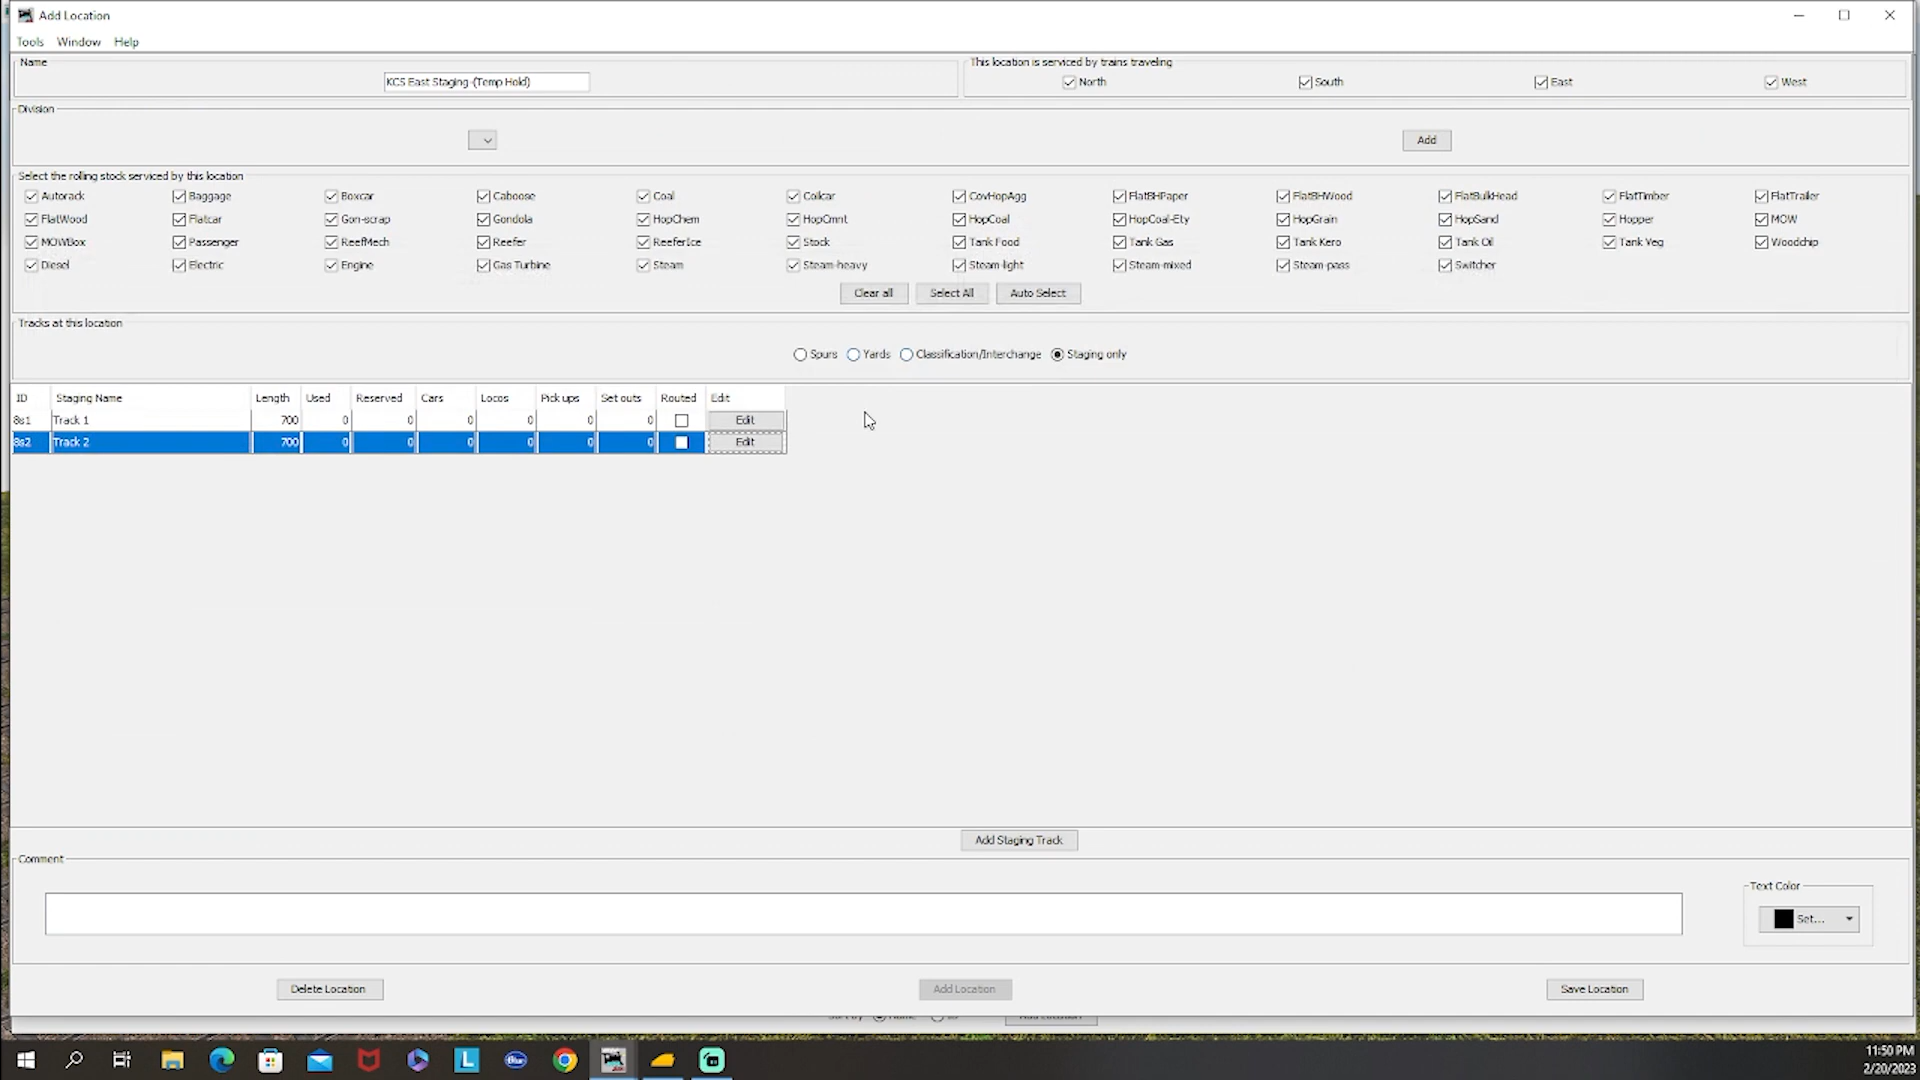 Add Location
Tools Window Help
Name
KCS East Staging-(Temp Hold)
This location is serviced by trains traveling
North South East West
Division
Add
Select the rolling stock serviced by this location
Autorack Baggage Boxcar Caboose Coal Coilcar CovHopAgg FlatBHPaper FlatBHWood FlatBulkHead FlatTimber FlatTrailer
FlatWood Flatcar Gon-scrap Gondola HopChem HopCmnt HopCoal HopCoal-Ety HopGrain HopSand Hopper MOW
MOWBox Passenger ReefMech Reefer ReeferIce Stock Tank Food Tank Gas Tank Kero Tank Oil Tank Veg Woodchip
Diesel Electric Engine Gas Turbine Steam Steam-heavy Steam-light Steam-mixed Steam-pass Switcher
Clear all Select All Auto Select
Tracks at this location
Spurs Yards Classification/Interchange Staging only
ID Staging Name Length Used Reserved Cars Locos Pick ups Set outs Routed Edit
8s1 Track 1 700 0 0 0 0 0 0 Edit
8s2 Track 2 700 0 0 0 0 0 0 Edit
Add Staging Track
Comment
Text Color
Set...
Delete Location Add Location Save Location
11:50 PM
2/20/2023